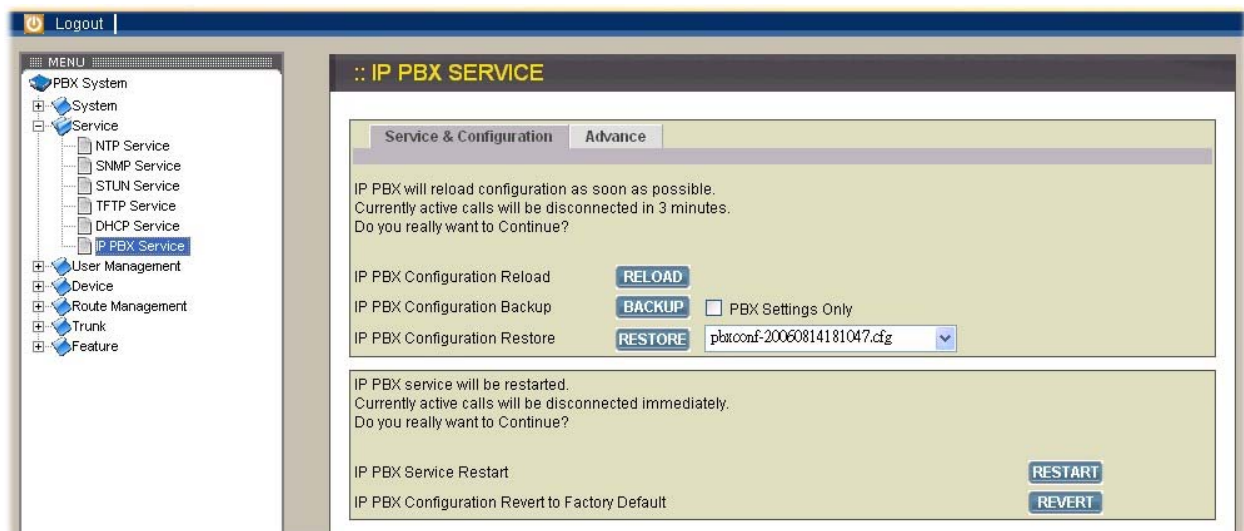 Logout
MENU
PBX System
System
Service
NTP Service
SNMP Service
STUN Service
TFTP Service
DHCP Service
IP PBX Service
User Management
Device
Route Management
Trunk
Feature
:: IP PBX SERVICE
Service & Configuration Advance
IP PBX will reload configuration as soon as possible.
Currently active calls will be disconnected in 3 minutes.
Do you really want to Continue?
IP PBX Configuration Reload RELOAD
IP PBX Configuration Backup BACKUP PBX Settings Only
IP PBX Configuration Restore RESTORE pbxconf-20060814181047.cfg
IP PBX service will be restarted.
Currently active calls will be disconnected immediately.
Do you really want to Continue?
IP PBX Service Restart RESTART
IP PBX Configuration Revert to Factory Default REVERT